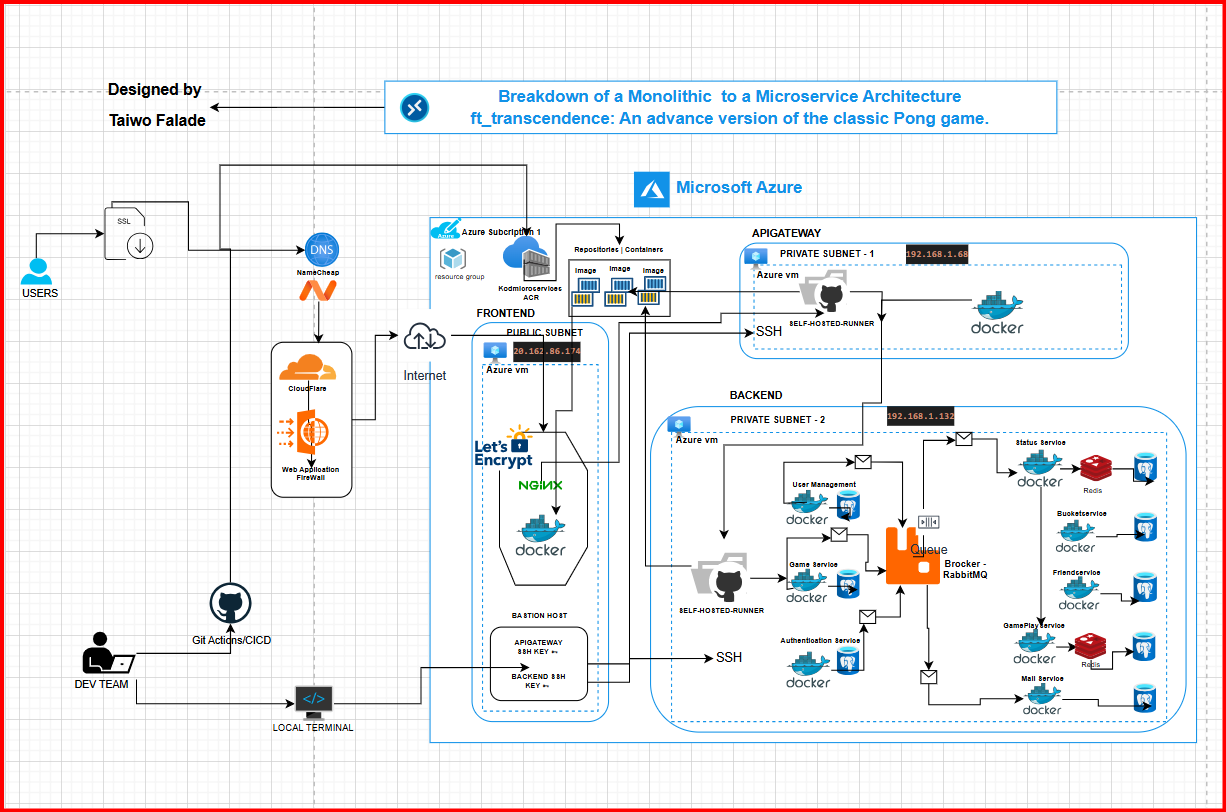 Designed by
Taiwo Falade
Breakdown of a Monolithic to a Microservice Architecture
ft_transcendence: An advance version of the classic Pong game.
Microsoft Azure
SSL
USERS
DNS
NameCheap
CloudFlare
Web Application
FireWall
Internet
Git Actions/CICD
DEV TEAM
</>
LOCAL TERMINAL
Azure
Azure Subcription 1
resource group
Kodmicroservices
ACR
Repositories | Containers
Image
Image
Image
FRONTEND
PUBLIC SUBNET
20.162.86.174
Azure vm
Let's
Encrypt
NGINX
docker
BASTION HOST
APIGATEWAY
SSH KEY
BACKEND SSH
KEY
APIGATEWAY
PRIVATE SUBNET - 1
192.168.1.68
Azure vm
SELF-HOSTED-RUNNER
SSH
docker
BACKEND
PRIVATE SUBNET - 2
192.168.1.132
Azure vm
SELF-HOSTED-RUNNER
SSH
User Management
docker
Game Service
docker
Authentication Service
docker
Queue
Brocker -
RabbitMQ
Status Service
docker
Redis
Bucketservice
docker
Friendservice
docker
GamePlay service
docker
Redis
Mail Service
docker